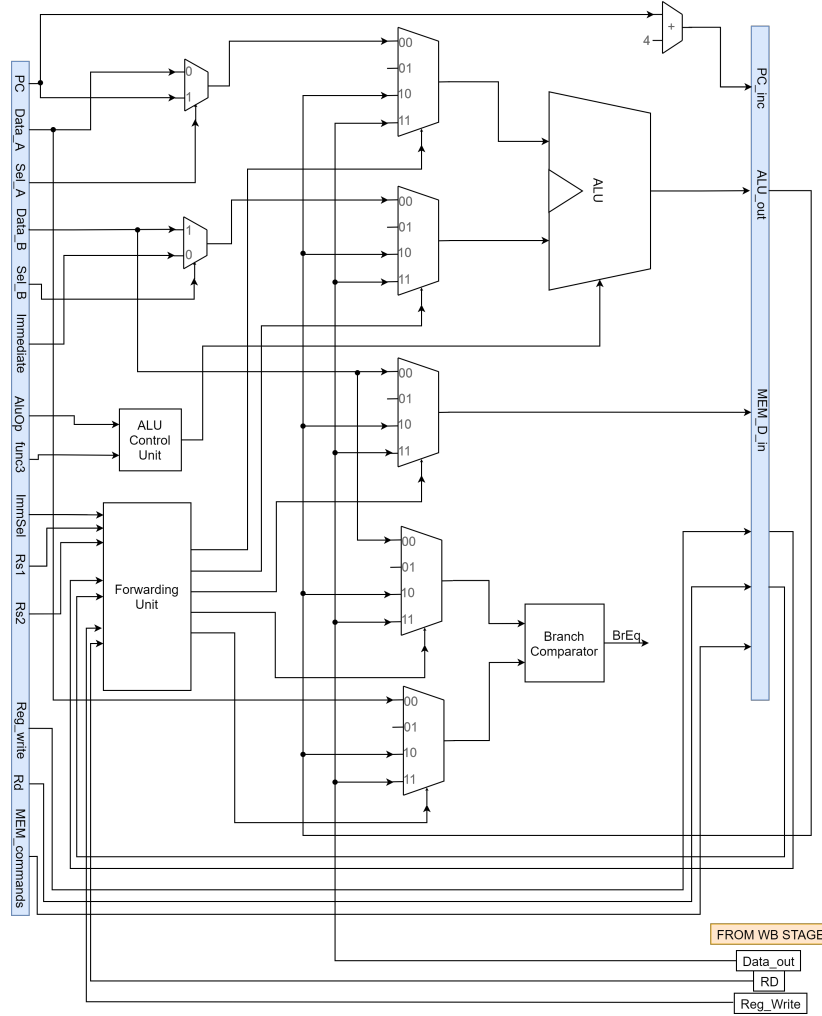 PC
Data_A
Sel_A
Data_B
Sel_B
Immediate
AluOp
func3
ImmSel
Rs1
Rs2
Reg_write
Rd
MEM_commands
0
1
1
0
00
01
10
11
00
01
10
11
00
01
10
11
00
01
10
11
00
01
10
11
+
4
ALU
ALU
Control
Unit
Forwarding
Unit
Branch
Comparator
BrEq
PC_inc
ALU_out
MEM_D_in
FROM WB STAGE
Data_out
RD
Reg_Write